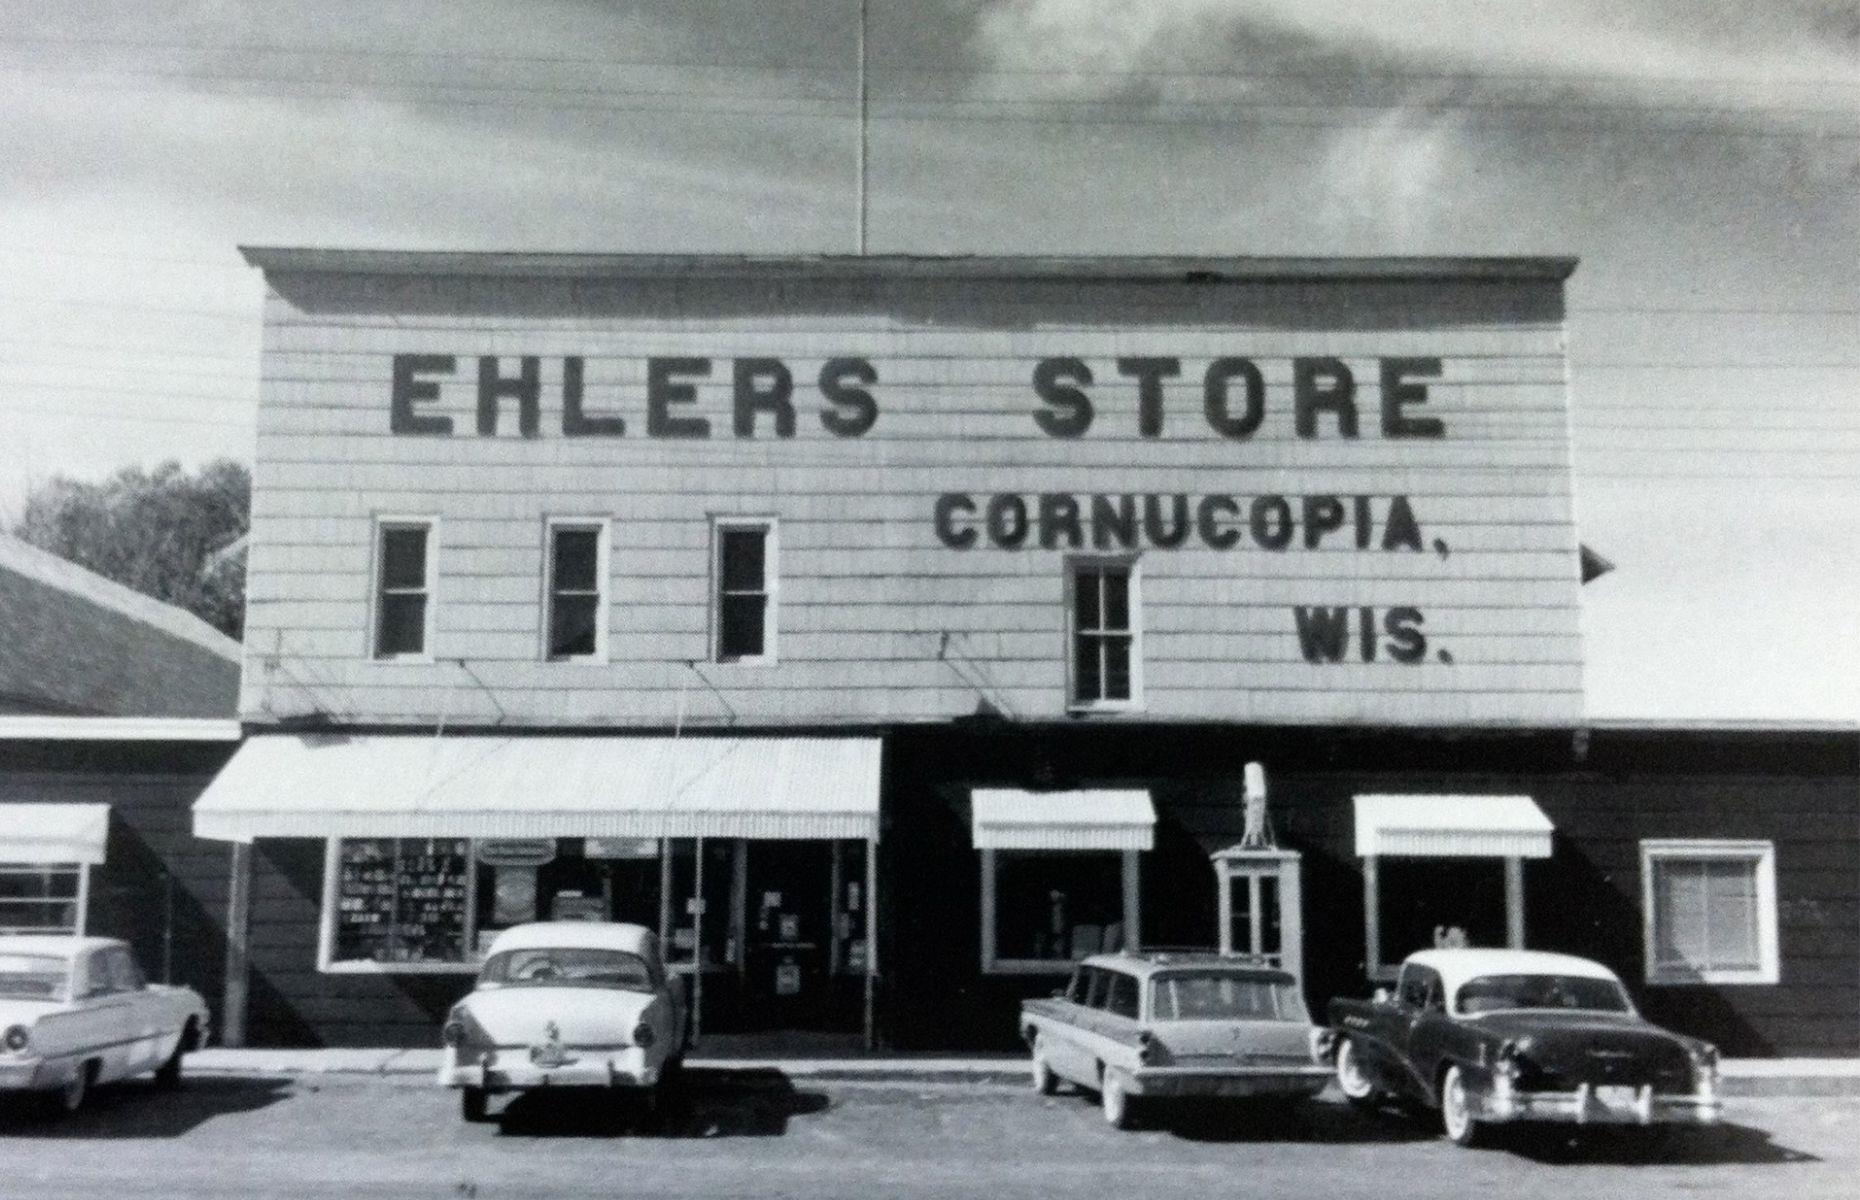 EHLERS STORE
CORNUCOPIA,
WIS.